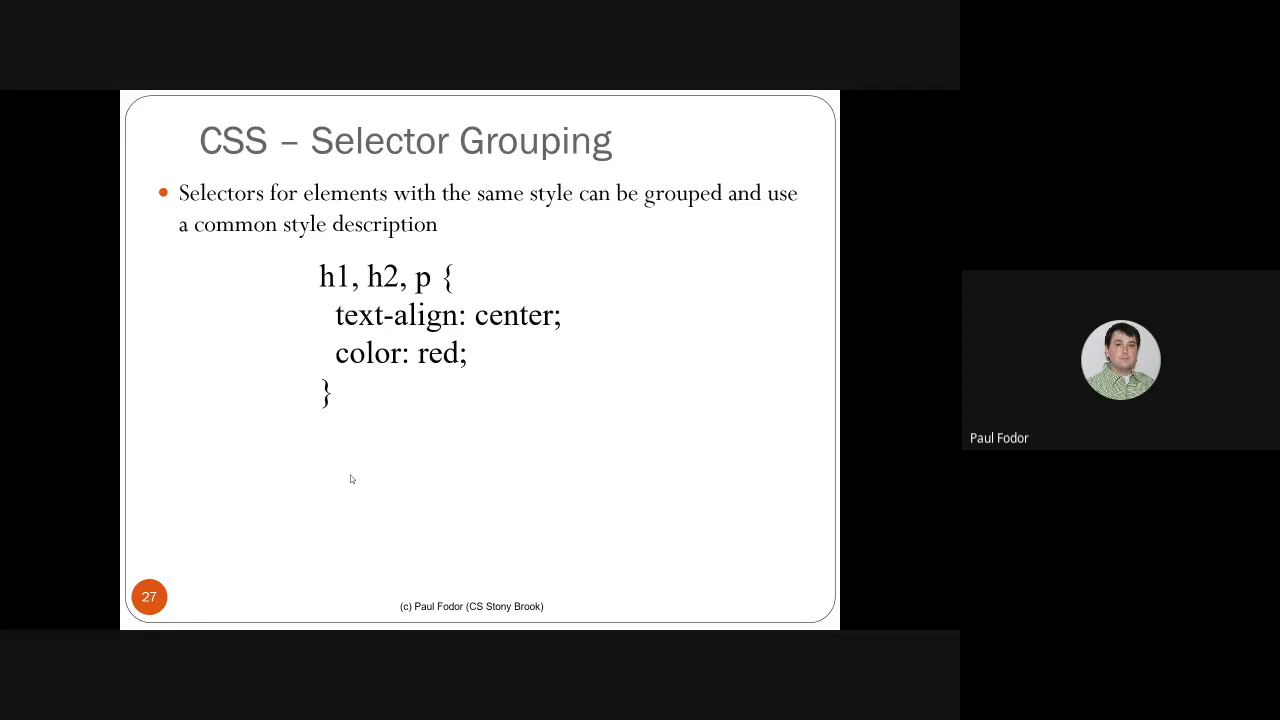 CSS – Selector Grouping
• Selectors for elements with the same style can be grouped and use
a common style description
h1, h2, p {
text-align: center;
color: red;
}
27
(c) Paul Fodor (CS Stony Brook)
Paul Fodor